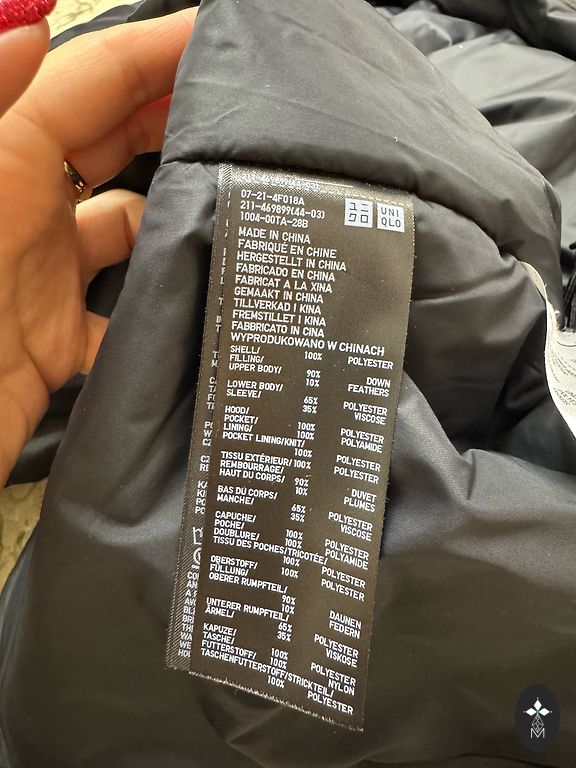 07-21-4F018A
211-469899(44-03)
1004-00TA-28B
ユニ
クロ
UNI
QLO
MADE IN CHINA
FABRIQUÉ EN CHINE
HERGESTELLT IN CHINA
FABRICADO EN CHINA
FABRICAT A LA XINA
GEMAAKT IN CHINA
TILLVERKAD I KINA
FREMSTILLET I KINA
FABBRICATO IN CINA
WYPRODUKOWANO W CHINACH
SHELL/ 100% POLYESTER
FILLING/
UPPER BODY/ 90% DOWN
10% FEATHERS
LOWER BODY/
SLEEVE/ 65% POLYESTER
35% VISCOSE
HOOD/
POCKET/ 100% POLYESTER
LINING/ 100% POLYAMIDE
POCKET LINING/KNIT/
100% POLYESTER
TISSU EXTÉRIEUR/100% POLYESTER
REMBOURRAGE/
HAUT DU CORPS/ 90% DUVET
10% PLUMES
BAS DU CORPS/
MANCHE/ 65% POLYESTER
35% VISCOSE
CAPUCHE/
POCHE/ 100% POLYESTER
DOUBLURE/ 100% POLYAMIDE
TISSU DES POCHES/TRICOTÉE/
100% POLYESTER
OBERSTOFF/ 100% POLYESTER
FÜLLUNG/
OBERER RUMPFTEIL/
90% DAUNEN
10% FEDERN
UNTERER RUMPFTEIL/
ÄRMEL/ 65% POLYESTER
35% VISKOSE
KAPUZE/
TASCHE/ 100% POLYESTER
FUTTERSTOFF/ 100% NYLON
TASCHENFUTTERSTOFF/STRICKTEIL/
100% POLYESTER
M